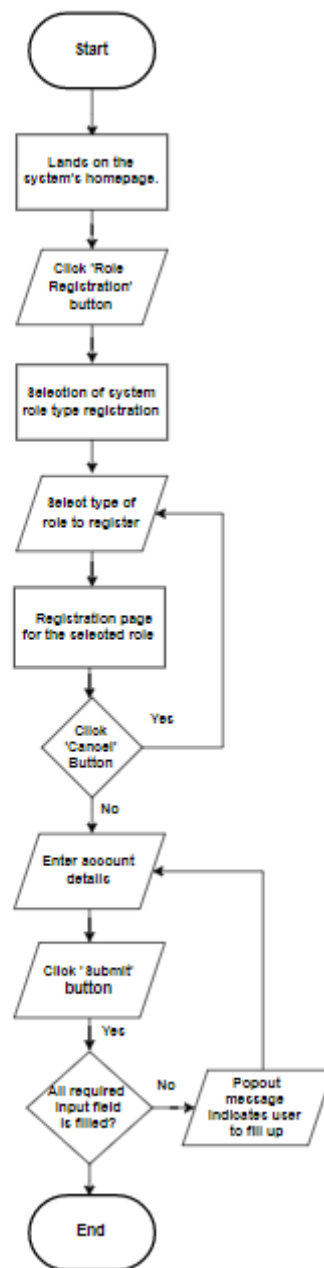 Start
Lands on the
system's homepage.
Click 'Role
Registration'
button
Selection of system
role type registration
Select type of
role to register
Registration page
for the selected role
Yes
Click
'Cancel'
Button
No
Enter account
details
Click 'Submit'
button
Yes
No
All required
input field
is filled?
Popout
message
indicates user
to fill up
End